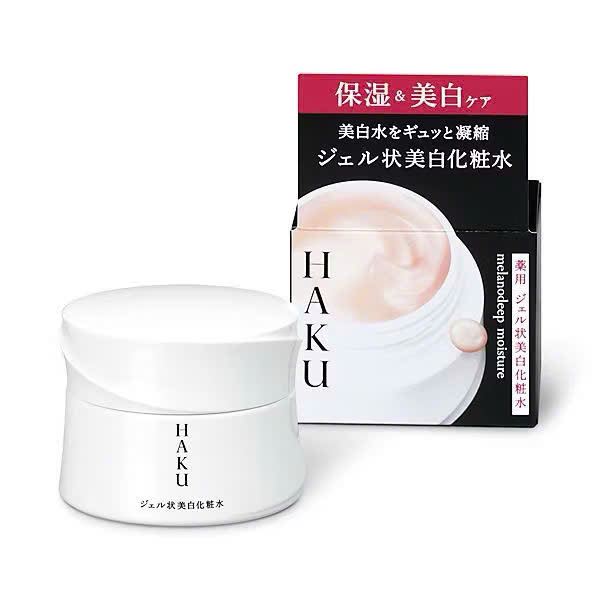 保湿&美白ケア
美白水をギュッと凝縮
ジェル状美白化粧水
HAKU
薬用 ジェル状美白化粧水
melanodeep moisture
HAKU
ジェル状美白化粧水